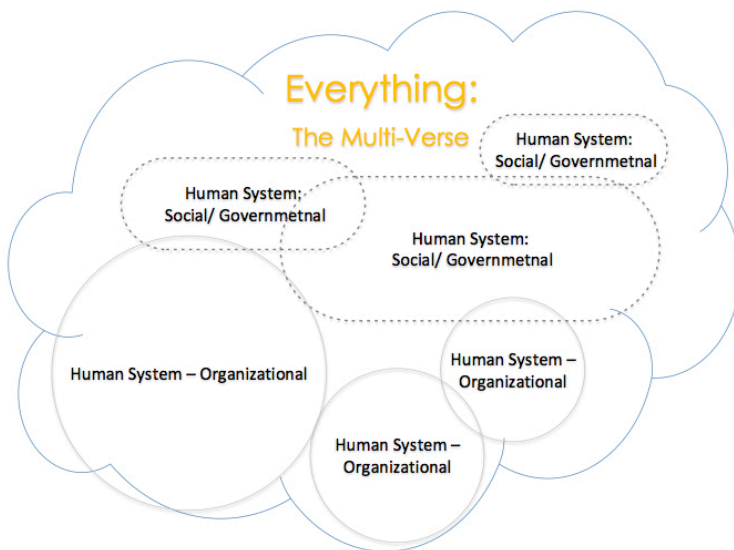 Everything:
The Multi-Verse
Human System:
Social/ Governmetnal
Human System:
Social/ Governmetnal
Human System:
Social/ Governmetnal
Human System – Organizational
Human System –
Organizational
Human System –
Organizational